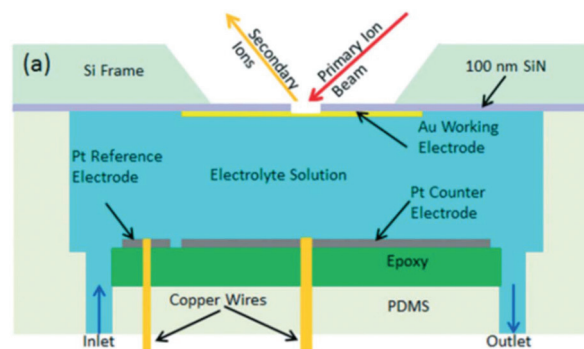 (a)
Si Frame
Secondary
Ions
Primary Ion
Beam
100 nm SiN
Au Working
Electrode
Pt Reference
Electrode
Electrolyte Solution
Pt Counter
Electrode
Epoxy
Copper Wires
PDMS
Inlet
Outlet